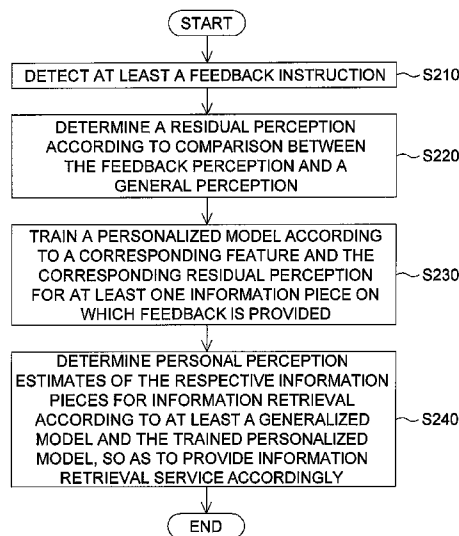 START
DETECT AT LEAST A FEEDBACK INSTRUCTION
S210
DETERMINE A RESIDUAL PERCEPTION
ACCORDING TO COMPARISON BETWEEN
THE FEEDBACK PERCEPTION AND A
GENERAL PERCEPTION
S220
TRAIN A PERSONALIZED MODEL ACCORDING
TO A CORRESPONDING FEATURE AND THE
CORRESPONDING RESIDUAL PERCEPTION
FOR AT LEAST ONE INFORMATION PIECE ON
WHICH FEEDBACK IS PROVIDED
S230
DETERMINE PERSONAL PERCEPTION
ESTIMATES OF THE RESPECTIVE INFORMATION
PIECES FOR INFORMATION RETRIEVAL
ACCORDING TO AT LEAST A GENERALIZED
MODEL AND THE TRAINED PERSONALIZED
MODEL, SO AS TO PROVIDE INFORMATION
RETRIEVAL SERVICE ACCORDINGLY
S240
END